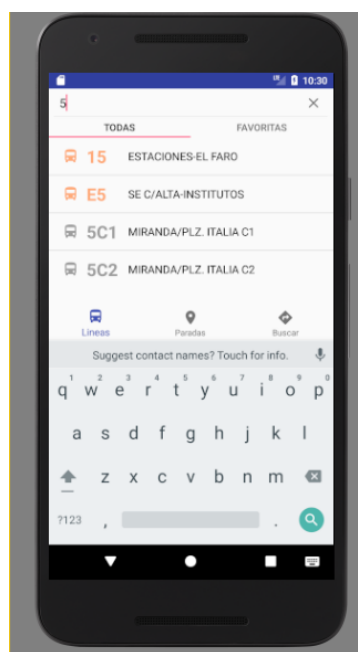 10:30
5
TODAS FAVORITAS
15 ESTACIONES-EL FARO
E5 SE C/ALTA-INSTITUTOS
5C1 MIRANDA/PLZ. ITALIA C1
5C2 MIRANDA/PLZ. ITALIA C2
Líneas Paradas Buscar
Suggest contact names? Touch for info.
1 2 3 4 5 6 7 8 9 0
q w e r t y u i o p
a s d f g h j k l
z x c v b n m
?123 , .